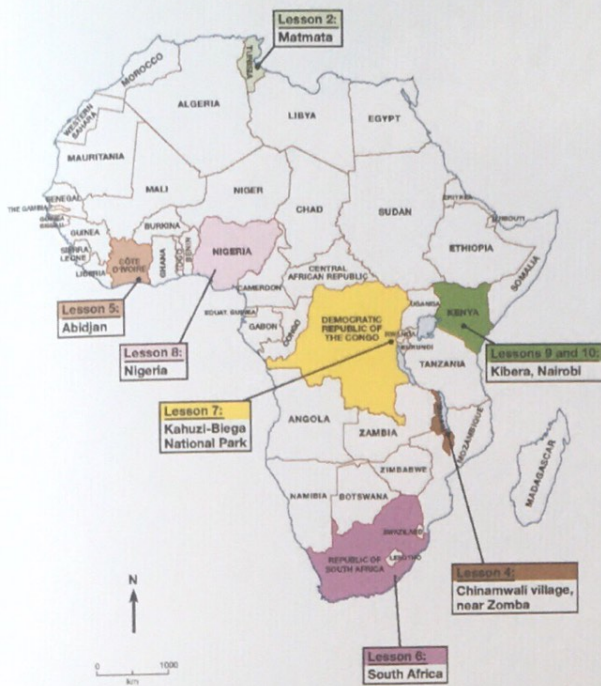 Lesson 2:
Matmata
TUNISIA
MOROCCO
ALGERIA
LIBYA
EGYPT
WESTERN
SAHARA
MAURITANIA
MALI
NIGER
CHAD
SUDAN
ERITREA
DJIBOUTI
SENEGAL
THE GAMBIA
GUINEA
BISSAU
GUINEA
SIERRA
LEONE
LIBERIA
CÔTE
D'IVOIRE
BURKINA
GHANA
TOGO
BENIN
NIGERIA
CAMEROON
CENTRAL
AFRICAN REPUBLIC
ETHIOPIA
SOMALIA
EQUAT. GUINEA
GABON
CONGO
DEMOCRATIC
REPUBLIC OF
THE CONGO
UGANDA
KENYA
RWANDA
BURUNDI
TANZANIA
Lesson 5:
Abidjan
Lesson 8:
Nigeria
Lessons 9 and 10:
Kibera, Nairobi
Lesson 7:
Kahuzi-Biega
National Park
ANGOLA
ZAMBIA
MOZAMBIQUE
MADAGASCAR
ZIMBABWE
NAMIBIA
BOTSWANA
SWAZILAND
LESOTHO
REPUBLIC OF
SOUTH AFRICA
Lesson 4:
Chinamwali village,
near Zomba
Lesson 6:
South Africa
N
0
1000
km